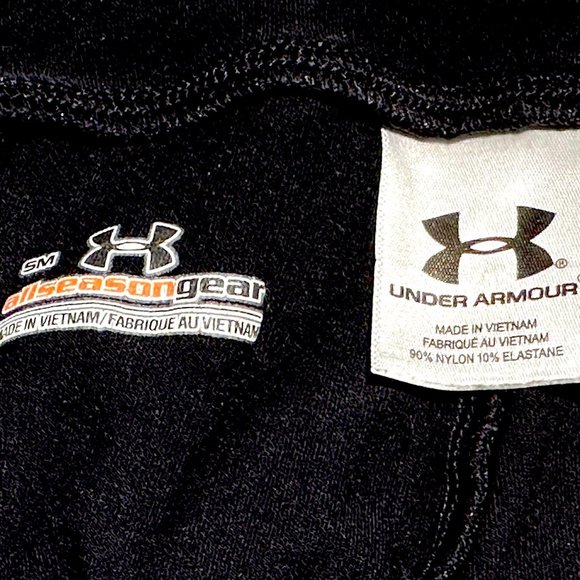 SM
allseasongear
MADE IN VIETNAM/FABRIQUE AU VIETNAM
®
UNDER ARMOUR
MADE IN VIETNAM
FABRIQUÉ AU VIETNAM
90% NYLON 10% ELASTANE